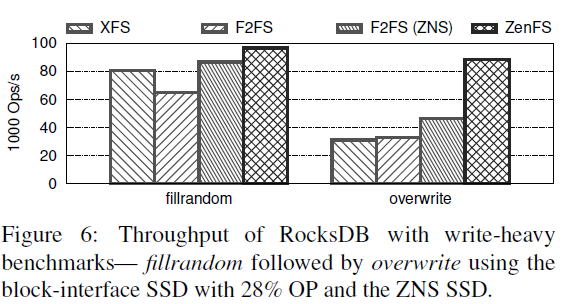 XFS F2FS F2FS (ZNS) ZenFS
100
80
60
40
20
0
1000 Ops/s
fillrandom overwrite
Figure 6: Throughput of RocksDB with write-heavy
benchmarks— fillrandom followed by overwrite using the
block-interface SSD with 28% OP and the ZNS SSD.